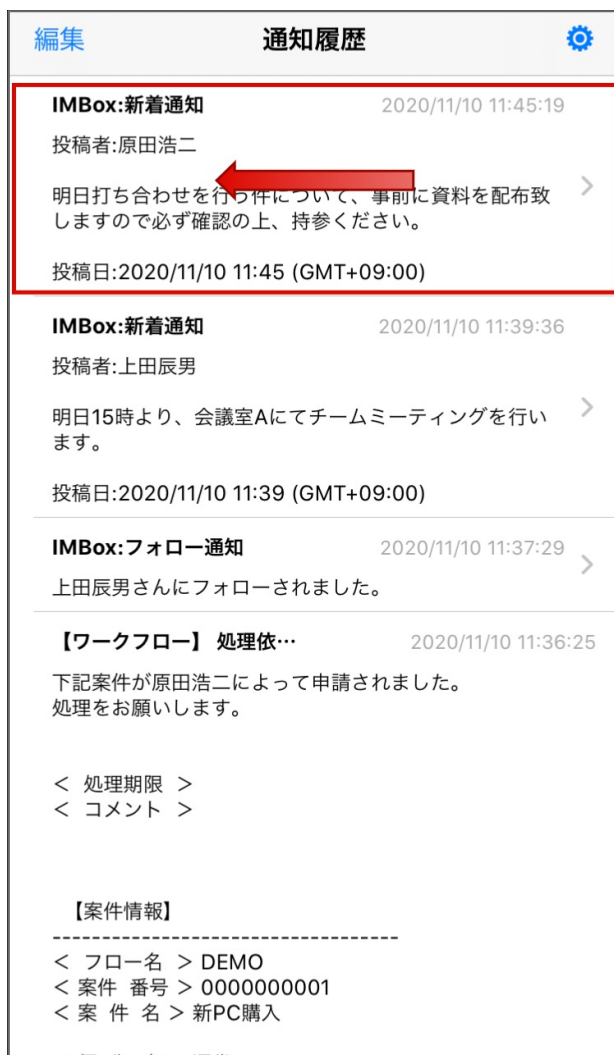 編集
通知履歴
IMBox:新着通知 2020/11/10 11:45:19
投稿者:原田浩二
明日打ち合わせを行う件について、事前に資料を配布致
しますので必ず確認の上、持参ください。
投稿日:2020/11/10 11:45 (GMT+09:00)
IMBox:新着通知 2020/11/10 11:39:36
投稿者:上田辰男
明日15時より、会議室Aにてチームミーティングを行い
ます。
投稿日:2020/11/10 11:39 (GMT+09:00)
IMBox:フォロー通知 2020/11/10 11:37:29
上田辰男さんにフォローされました。
【ワークフロー】 処理依… 2020/11/10 11:36:25
下記案件が原田浩二によって申請されました。
処理をお願いします。
＜ 処理期限 ＞
＜ コメント ＞
【案件情報】
-----------------------------------
＜ フロー名 ＞ DEMO
＜ 案件 番号 ＞ 0000000001
＜ 案 件 名 ＞ 新PC購入